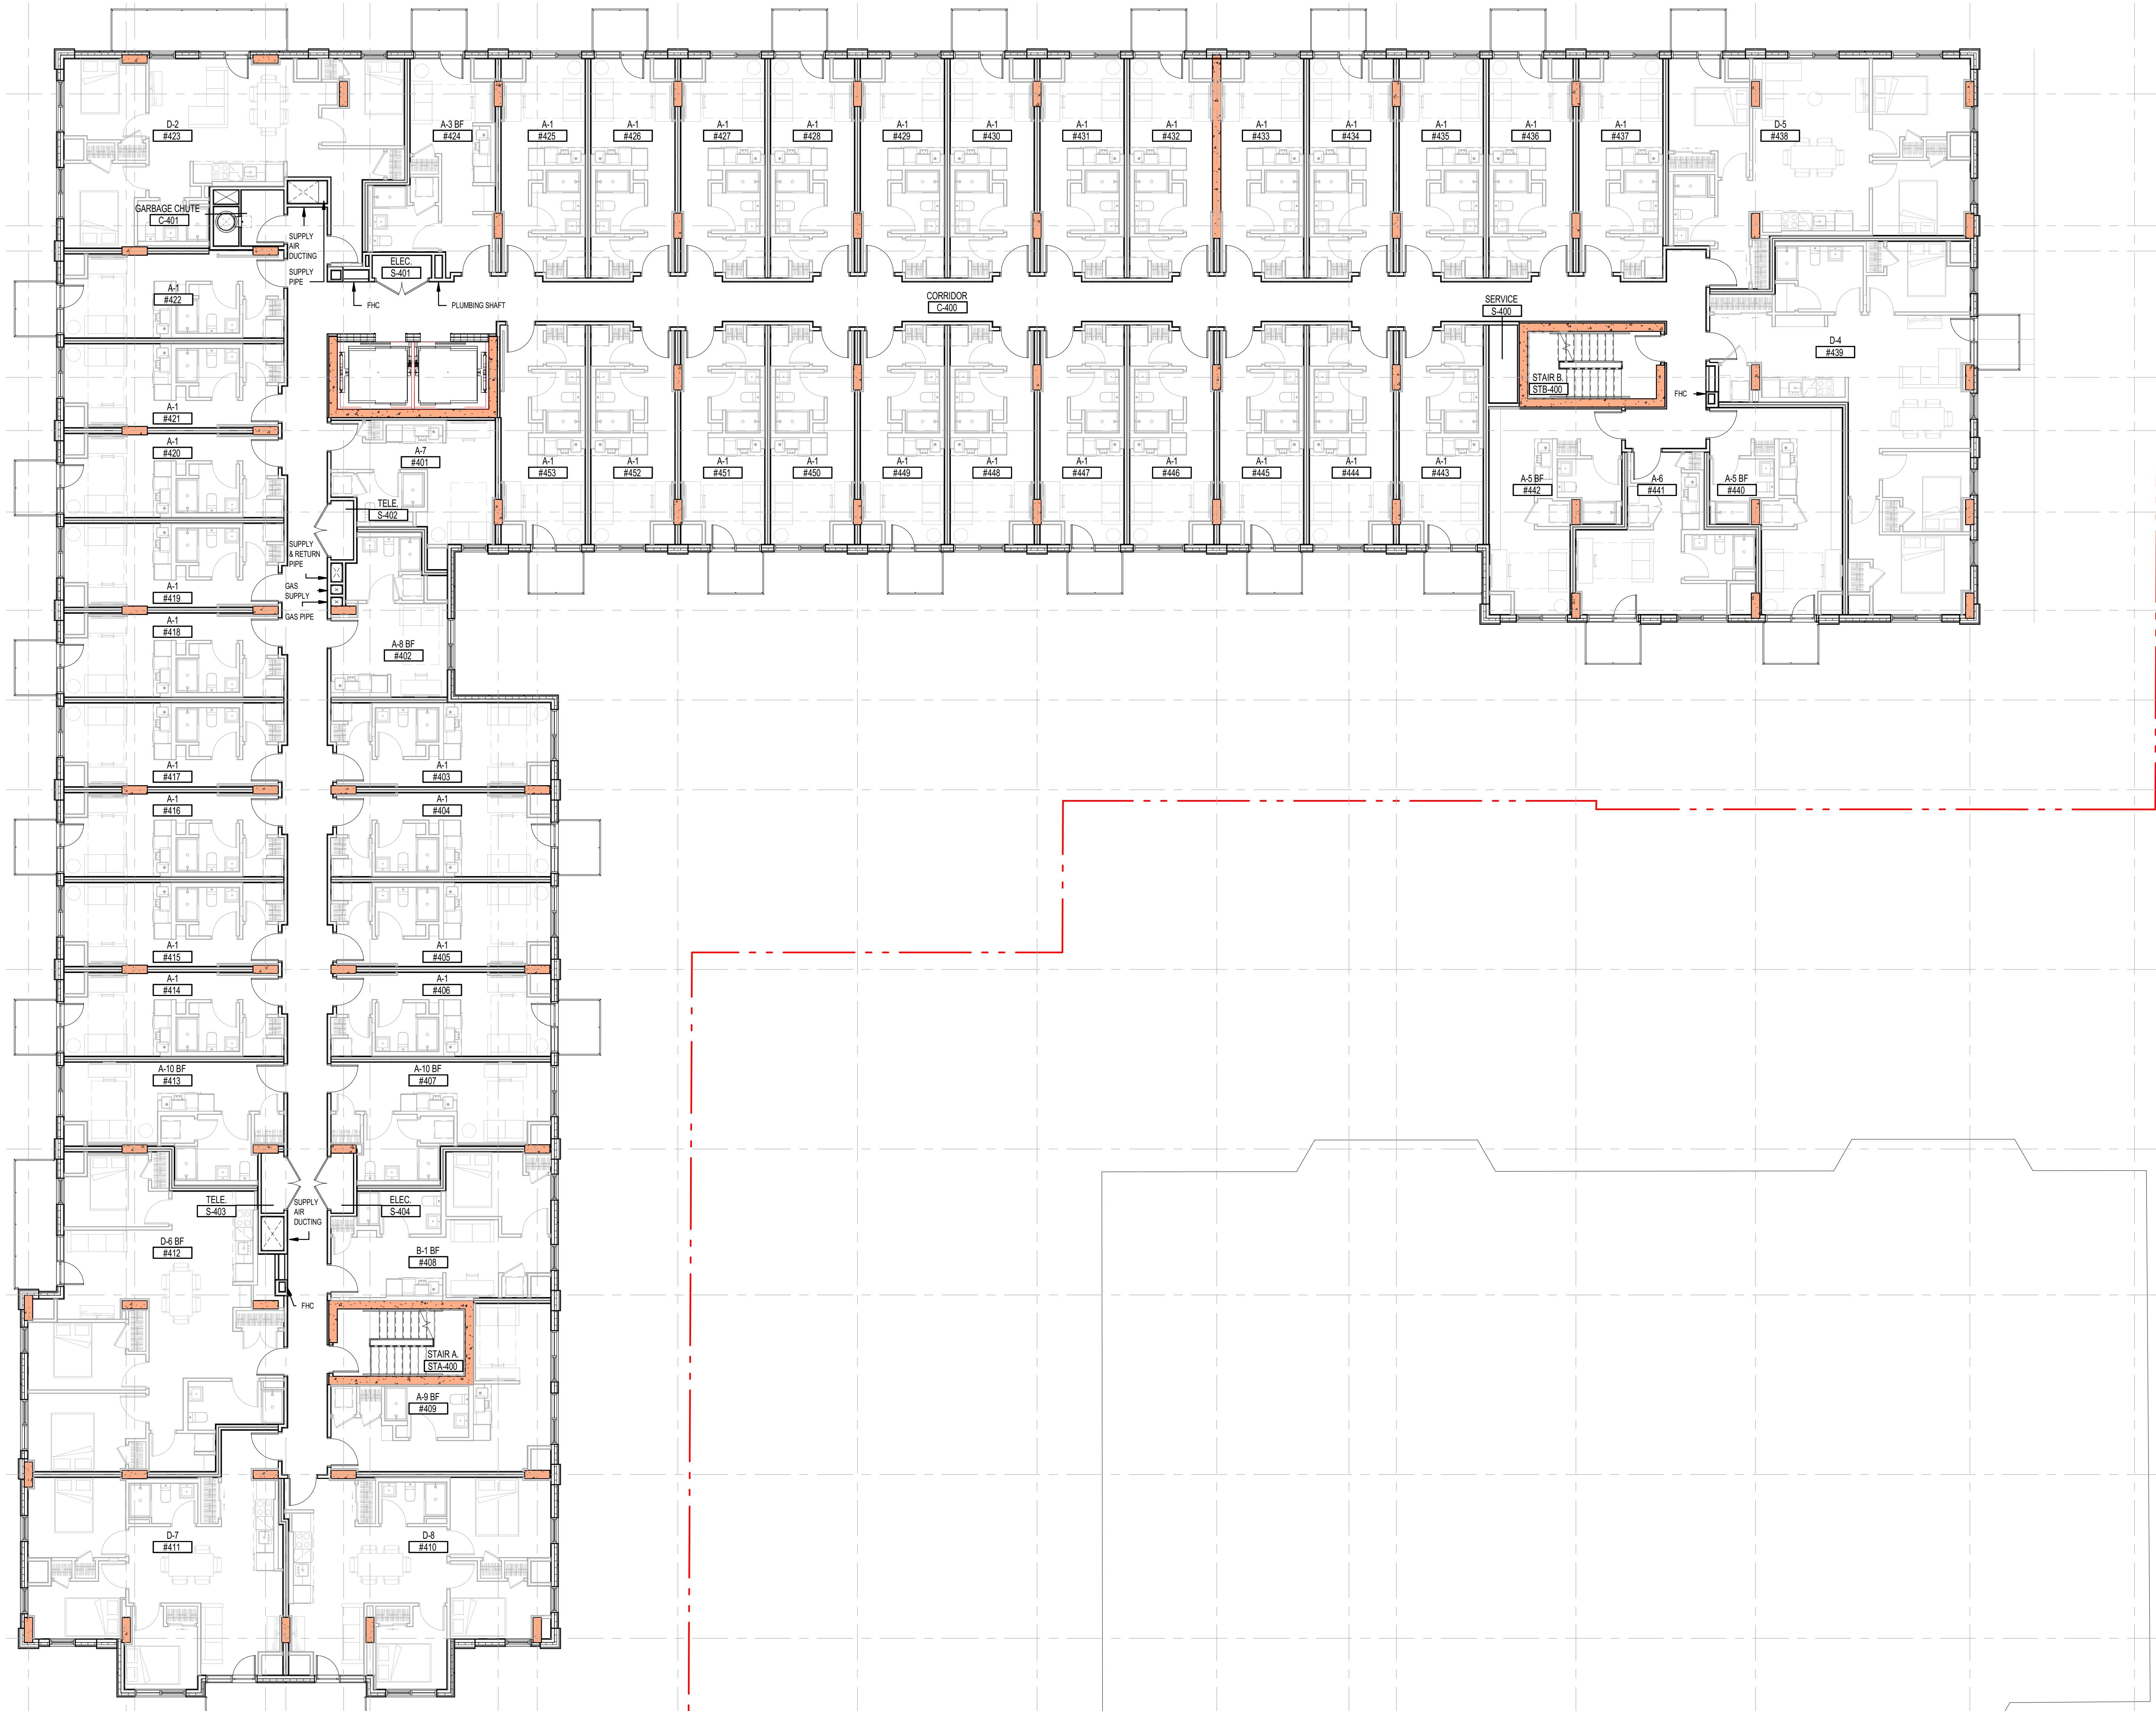 D-2
#423
A-3 BF
#424
A-1
#425
A-1
#426
A-1
#427
A-1
#428
A-1
#429
A-1
#430
A-1
#431
A-1
#432
A-1
#433
A-1
#434
A-1
#435
A-1
#436
A-1
#437
D-5
#438
GARBAGE CHUTE
C-401
SUPPLY
AIR
DUCTING
SUPPLY
PIPE
ELEC.
S-401
FHC
PLUMBING SHAFT
A-1
#422
CORRIDOR
C-400
SERVICE
S-400
D-4
#439
STAIR B.
STB-400
FHC
A-1
#421
A-1
#420
A-7
#401
A-1
#453
A-1
#452
A-1
#451
A-1
#450
A-1
#449
A-1
#448
A-1
#447
A-1
#446
A-1
#445
A-1
#444
A-1
#443
A-5 BF
#442
A-6
#441
A-5 BF
#440
TELE.
S-402
SUPPLY
& RETURN
PIPE
GAS
SUPPLY
GAS PIPE
A-1
#419
A-1
#418
A-8 BF
#402
A-1
#417
A-1
#403
A-1
#416
A-1
#404
A-1
#415
A-1
#405
A-1
#414
A-1
#406
A-10 BF
#413
A-10 BF
#407
TELE.
S-403
SUPPLY
AIR
DUCTING
ELEC.
S-404
D-6 BF
#412
B-1 BF
#408
FHC
STAIR A.
STA-400
A-9 BF
#409
D-7
#411
D-8
#410